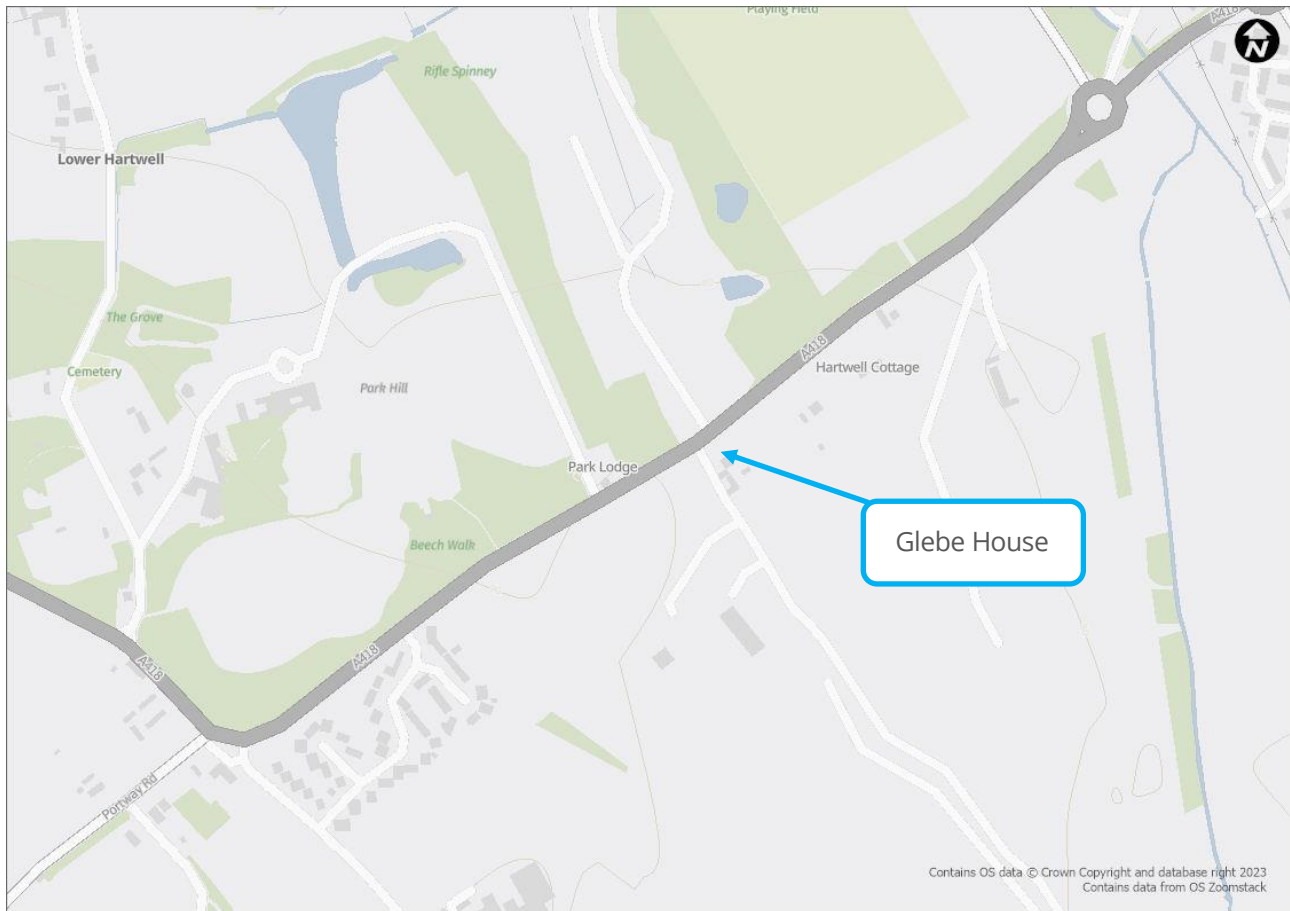 Playing Field
A418
N
Rifle Spinney
Lower Hartwell
The Grove
Cemetery
Park Hill
A418
Hartwell Cottage
Park Lodge
Glebe House
Beech Walk
A418
A418
Portway Rd
Contains OS data © Crown Copyright and database right 2023
Contains data from OS Zoomstack